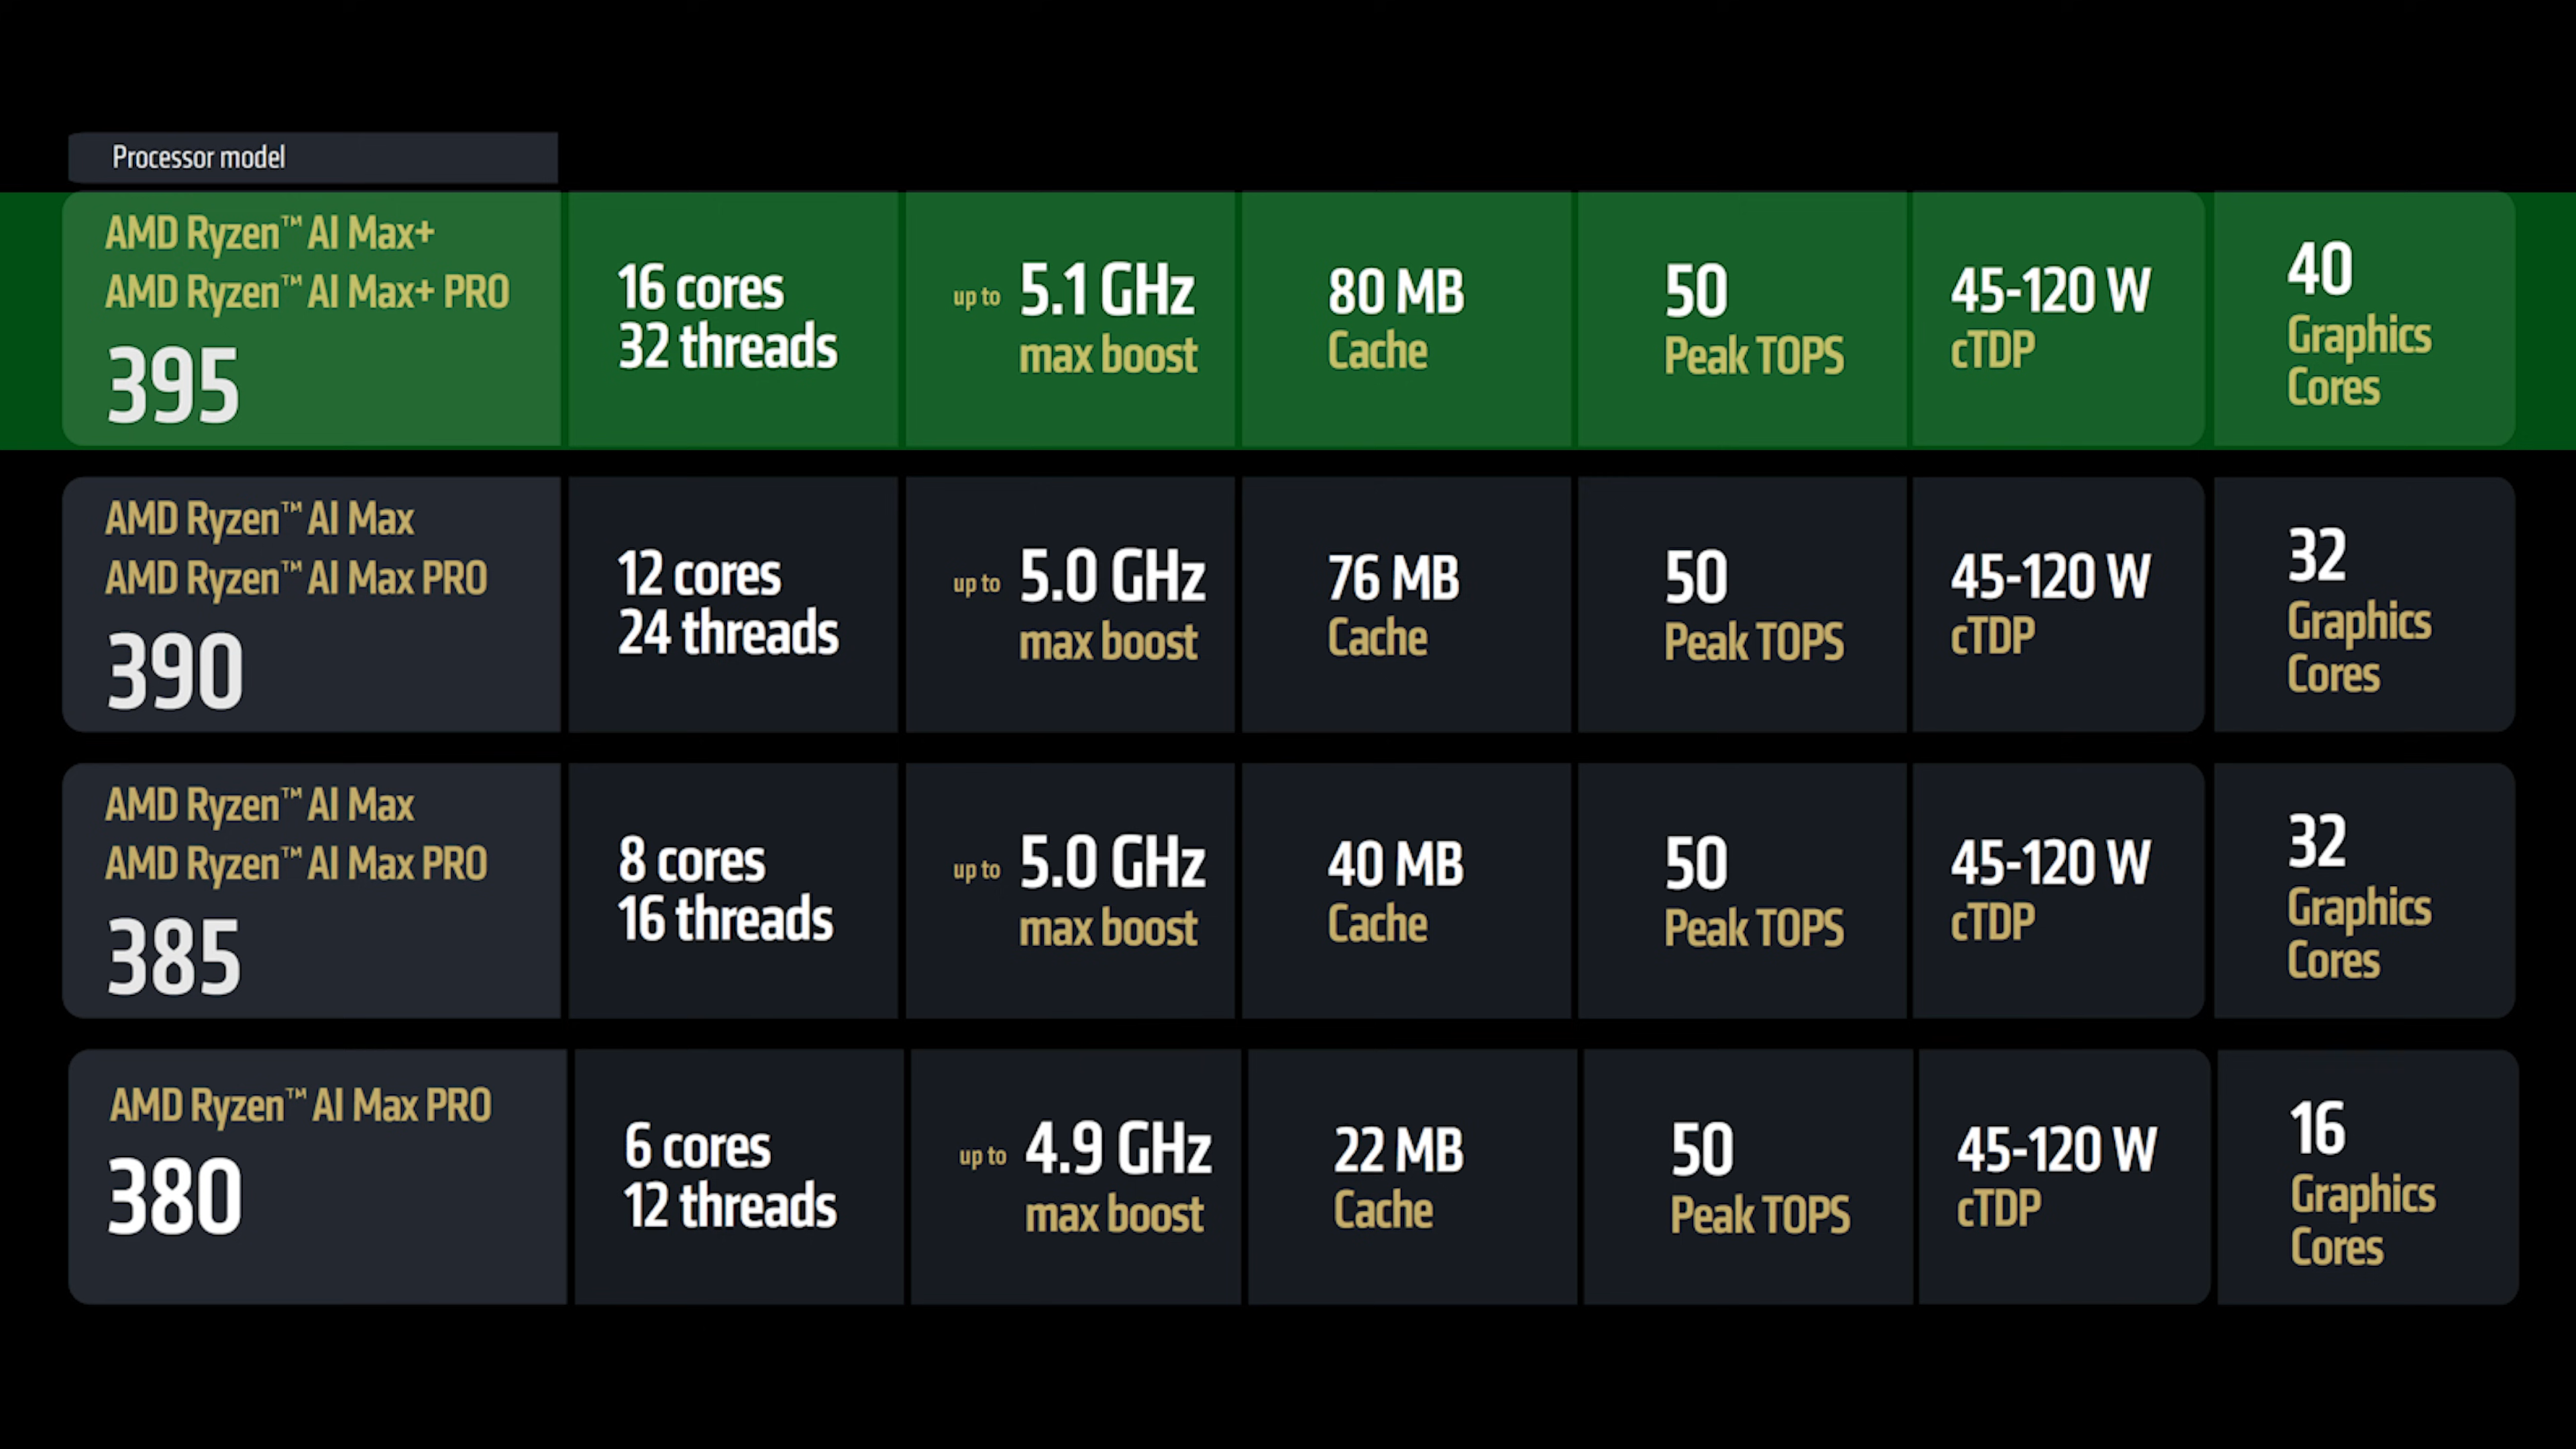 Processor model
AMD Ryzen™ AI Max+
AMD Ryzen™ AI Max+ PRO
395
16 cores
32 threads
up to 5.1 GHz
max boost
80 MB
Cache
50
Peak TOPS
45-120 W
cTDP
40
Graphics
Cores
AMD Ryzen™ AI Max
AMD Ryzen™ AI Max PRO
390
12 cores
24 threads
up to 5.0 GHz
max boost
76 MB
Cache
50
Peak TOPS
45-120 W
cTDP
32
Graphics
Cores
AMD Ryzen™ AI Max
AMD Ryzen™ AI Max PRO
385
8 cores
16 threads
up to 5.0 GHz
max boost
40 MB
Cache
50
Peak TOPS
45-120 W
cTDP
32
Graphics
Cores
AMD Ryzen™ AI Max PRO
380
6 cores
12 threads
up to 4.9 GHz
max boost
22 MB
Cache
50
Peak TOPS
45-120 W
cTDP
16
Graphics
Cores